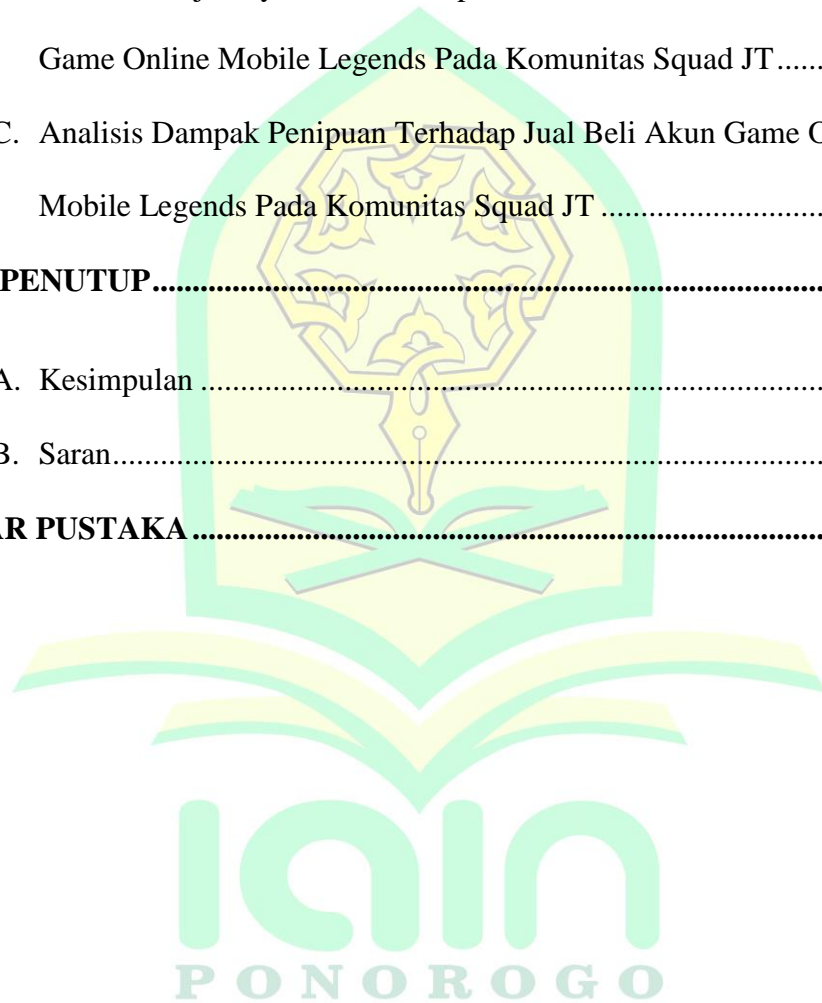 Game Online Mobile Legends Pada Komunitas Squad JT......
C. Analisis Dampak Penipuan Terhadap Jual Beli Akun Game O
Mobile Legends Pada Komunitas Squad JT ..............................
PENUTUP..........................................................................................
A. Kesimpulan ....................................................................................
B. Saran................................................................................................
AR PUSTAKA ....................................................................................
IAIN
PONOROGO